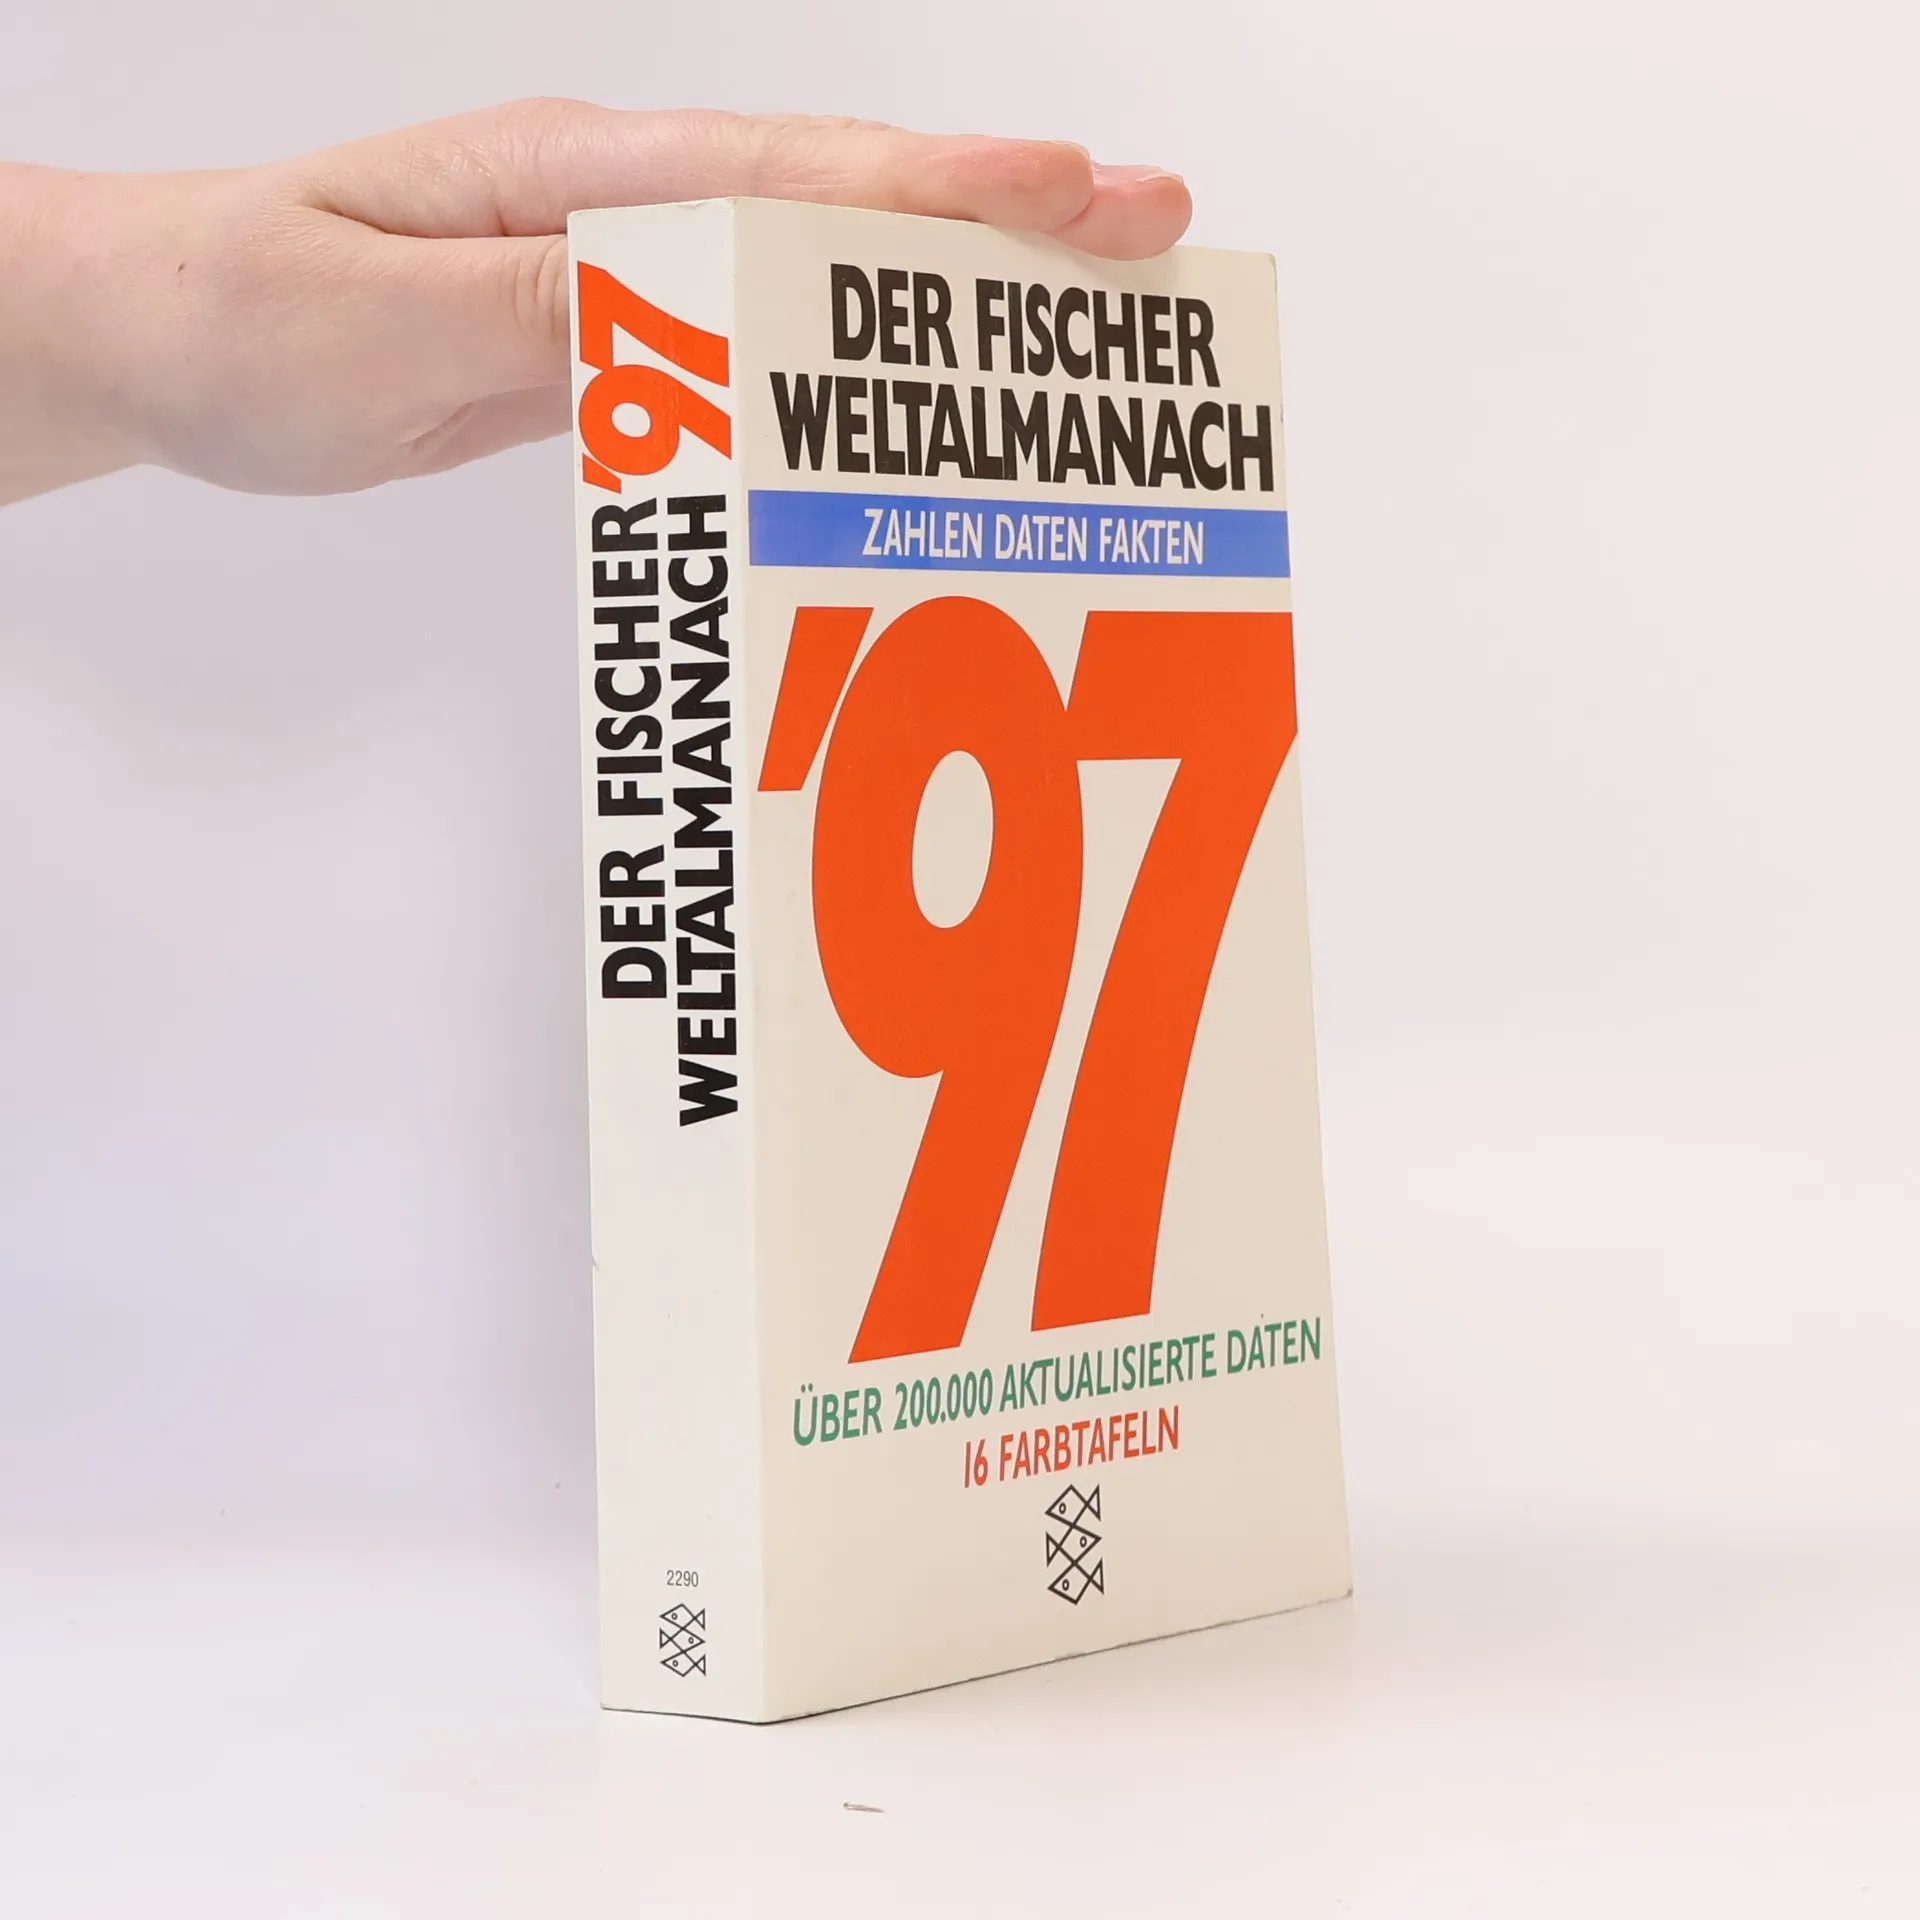 '97
DER FISCHER
WELTALMANACH
2290
DER FISCHER
WELTALMANACH
ZAHLEN DATEN FAKTEN
'97
ÜBER 200.000 AKTUALISIERTE DATEN
16 FARBTAFELN